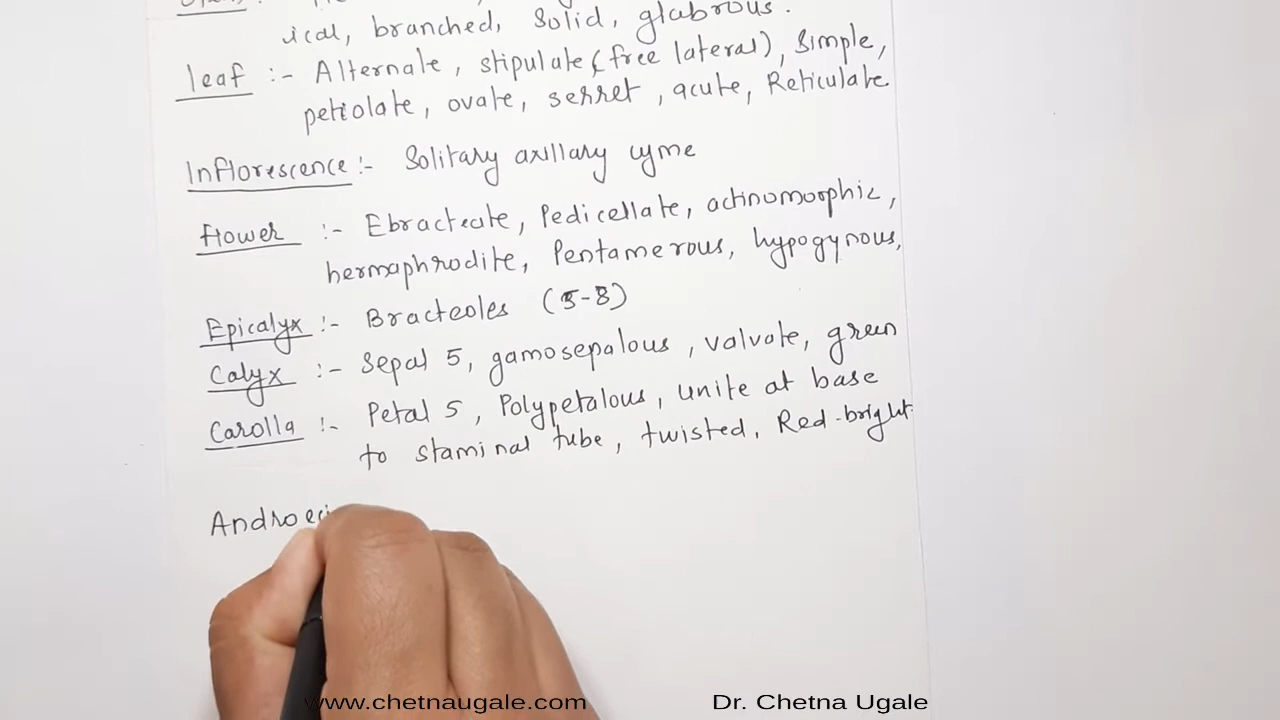 ical, branched, Solid, glabrous.
leaf :- Alternate, stipulate (free lateral), Simple,
petiolate, ovate, serret, acute, Reticulate
Inflorescence :- Solitary axillary cyme
flower :- Ebracteate, Pedicellate, actinomorphic,
hermaphrodite, Pentamerous, hypogynous,
Epicalyx :- Bracteoles (5-8)
Calyx :- Sepal 5, gamosepalous, valvate, green
Carolla :- Petal 5, Polypetalous, unite at base
to staminal tube, twisted, Red-bright
Androeci
www.chetnaugale.com Dr. Chetna Ugale